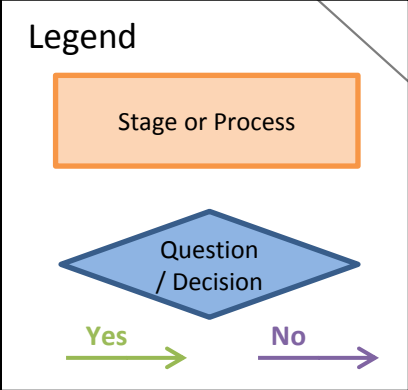 Legend
Stage or Process
Question
/ Decision
Yes
No